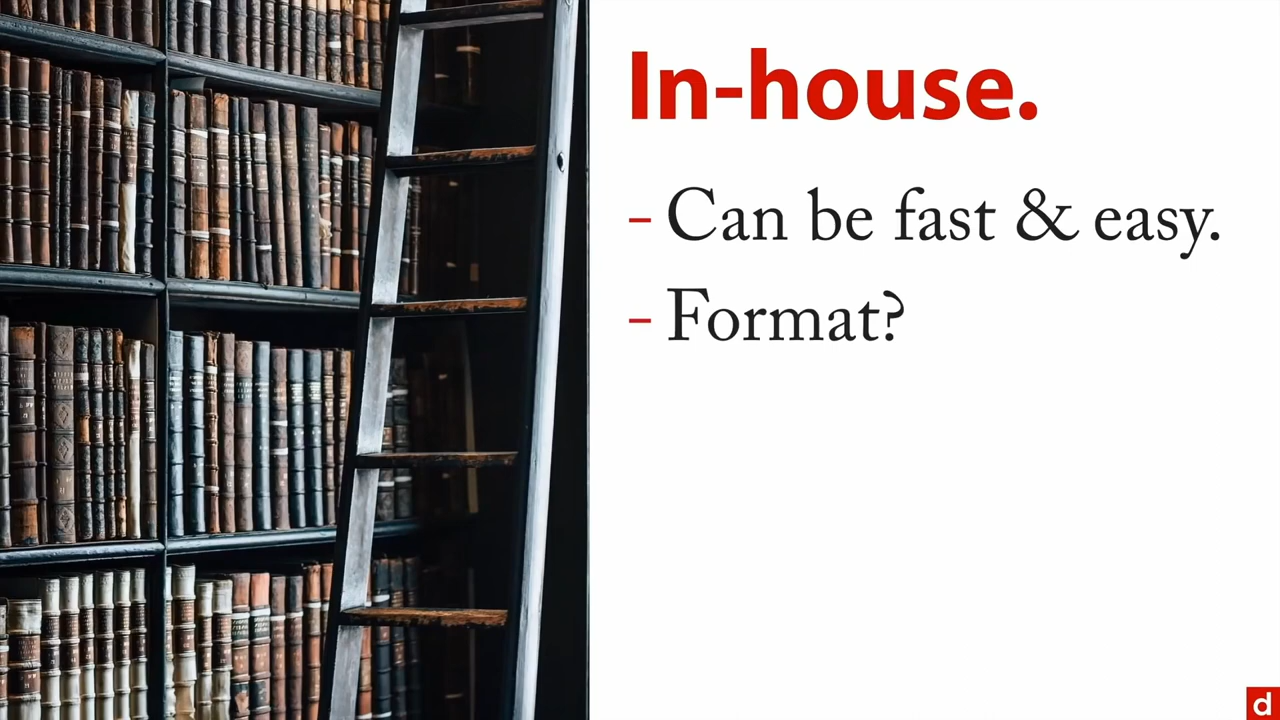 In-house.
- Can be fast & easy.
- Format?
d